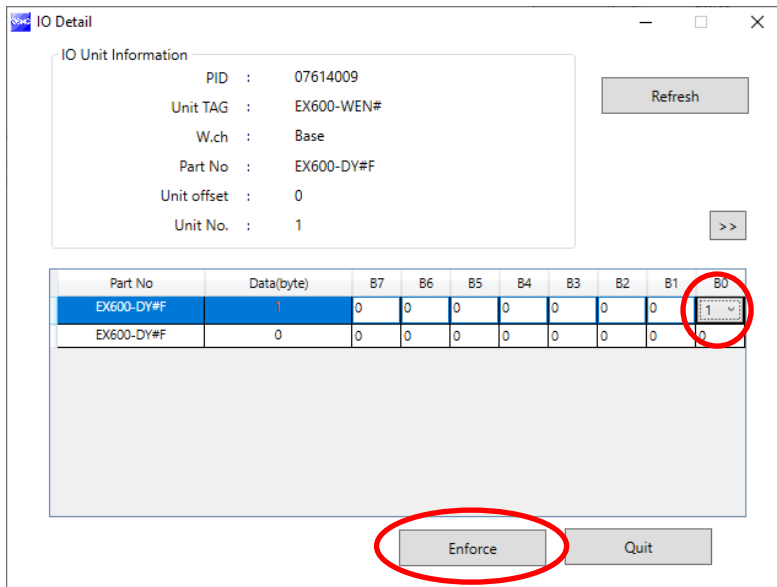 IO Detail
IO Unit Information
PID : 07614009
Unit TAG : EX600-WEN#
W.ch : Base
Part No : EX600-DY#F
Unit offset : 0
Unit No. : 1
Refresh
>>
Part No Data(byte) B7 B6 B5 B4 B3 B2 B1 B0
EX600-DY#F 1 0 0 0 0 0 0 0 1
EX600-DY#F 0 0 0 0 0 0 0 0 0
Enforce Quit